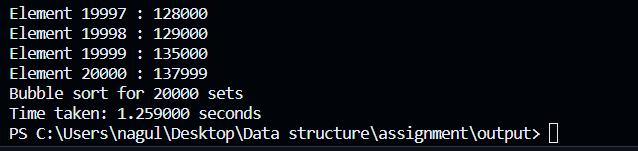 Element 19997 : 128000
Element 19998 : 129000
Element 19999 : 135000
Element 20000 : 137999
Bubble sort for 20000 sets
Time taken: 1.259000 seconds
PS C:\Users\nagul\Desktop\Data structure\assignment\output>